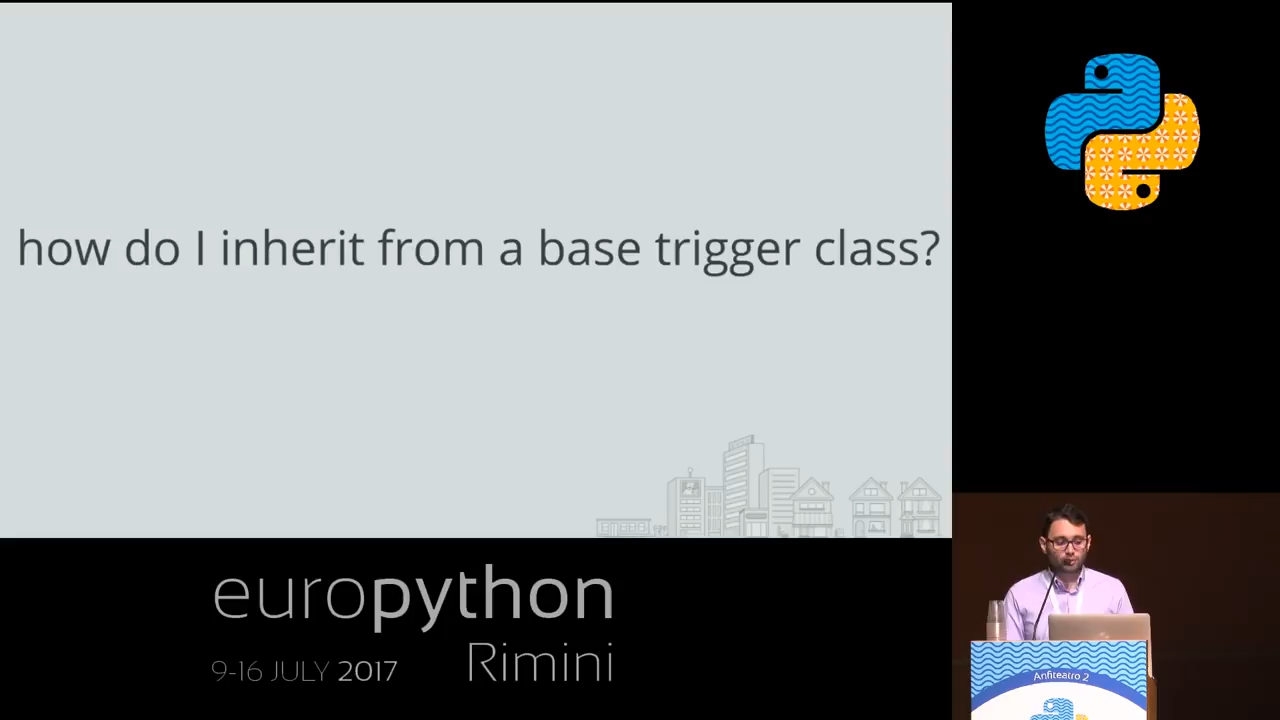 how do I inherit from a base trigger class?
europython
9-16 JULY 2017
Rimini
Anfiteatro 2